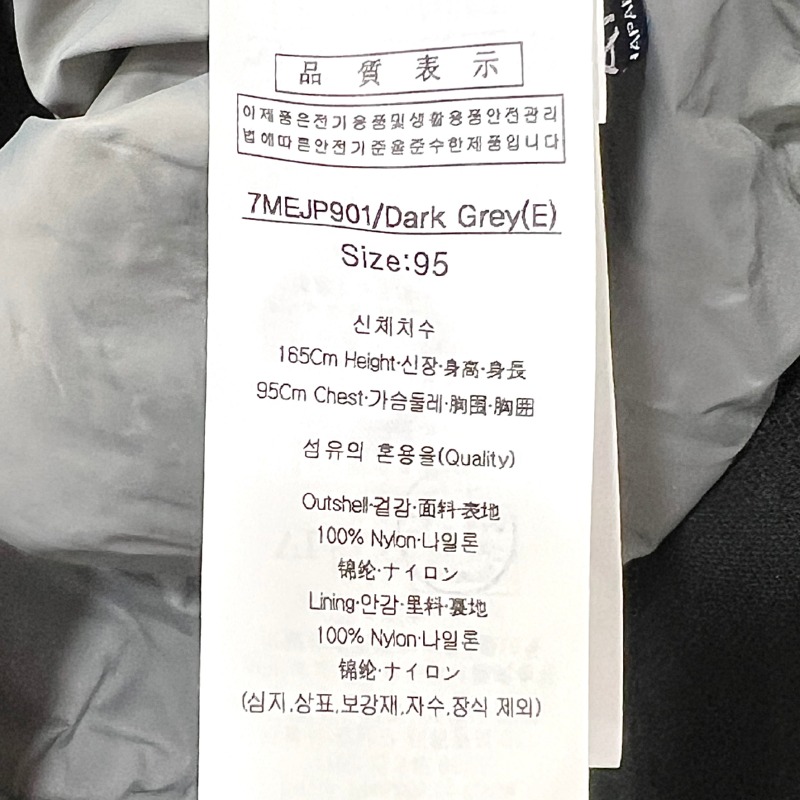 JAPAN
品質表示
이제품은전기용품및생활용품안전관리
법에따른안전기준을준수한제품입니다
7MEJP901/Dark Grey(E)
Size:95
신체치수
165Cm Height·신장·身高·身長
95Cm Chest·가슴둘레·胸围·胸囲
섬유의 혼용율(Quality)
Outshell·겉감·面料·表地
100% Nylon·나일론
锦纶·ナイロン
Lining·안감·里料·裏地
100% Nylon·나일론
锦纶·ナイロン
(심지,상표,보강재,자수,장식 제외)